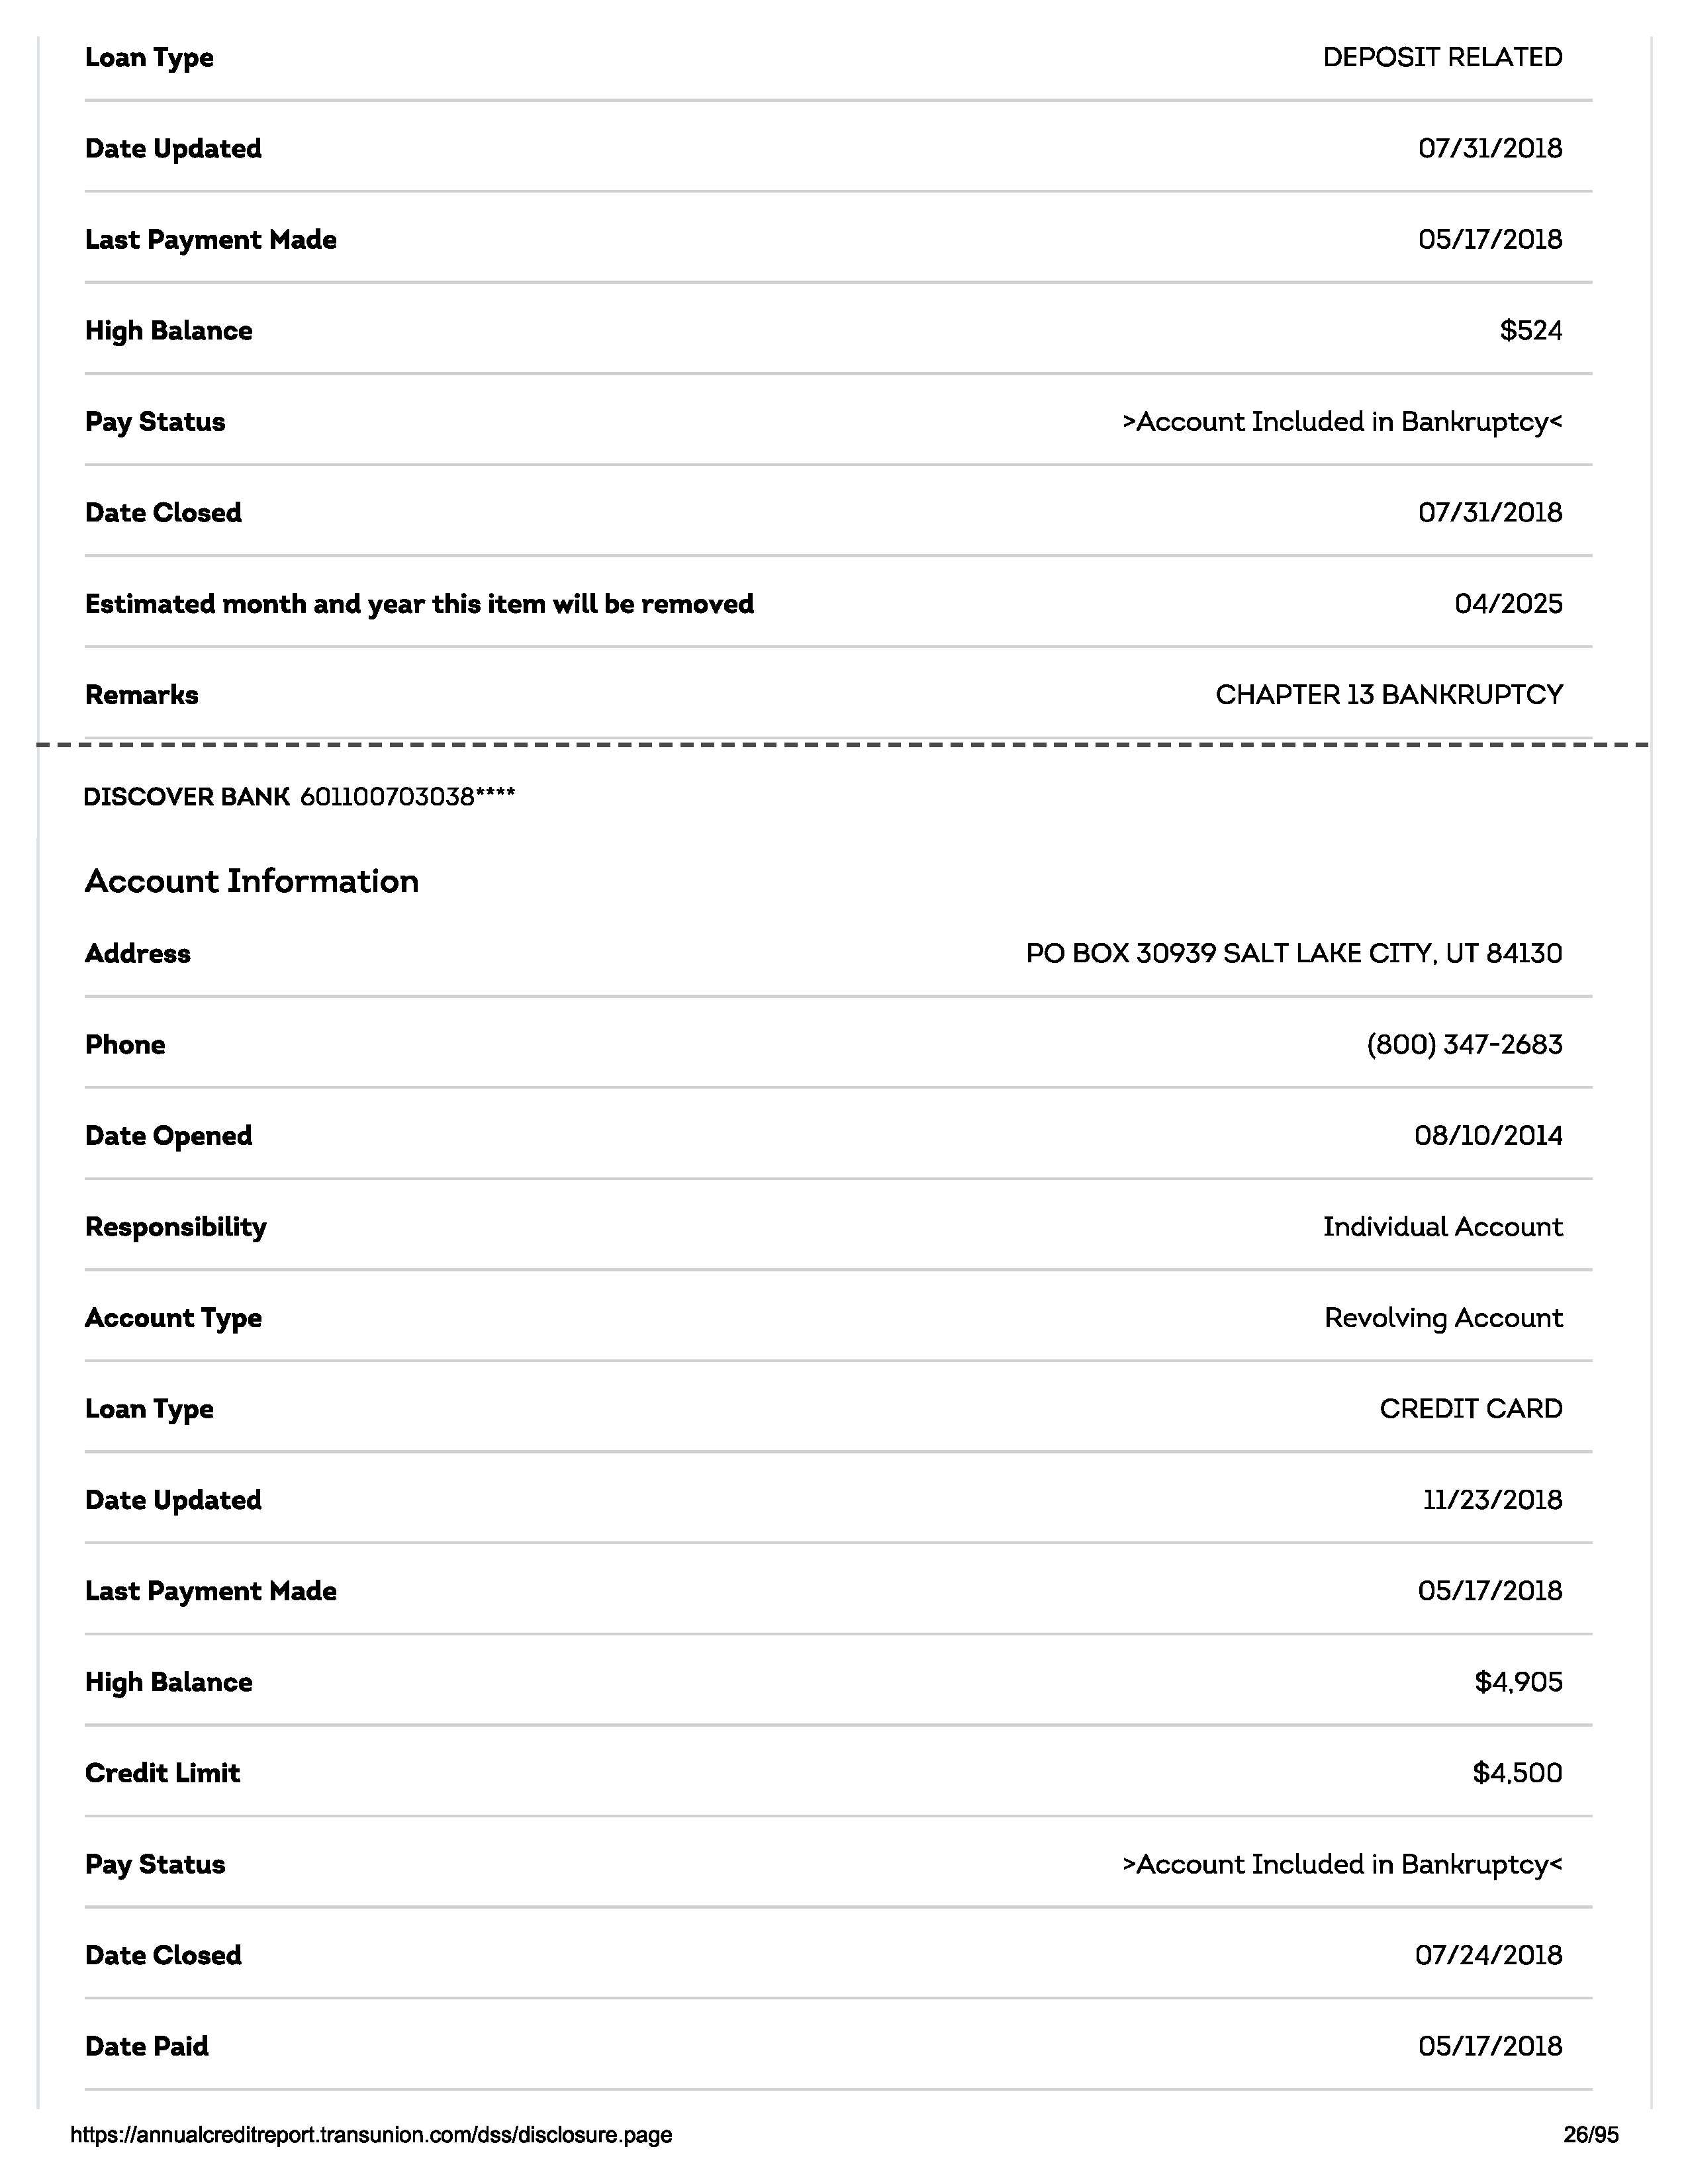 Loan Type DEPOSIT RELATED
Date Updated 07/31/2018
Last Payment Made 05/17/2018
High Balance $524
Pay Status >Account Included in Bankruptcy<
Date Closed 07/31/2018
Estimated month and year this item will be removed 04/2025
Remarks CHAPTER 13 BANKRUPTCY
DISCOVER BANK 601100703038****
Account Information
Address PO BOX 30939 SALT LAKE CITY, UT 84130
Phone (800) 347-2683
Date Opened 08/10/2014
Responsibility Individual Account
Account Type Revolving Account
Loan Type CREDIT CARD
Date Updated 11/23/2018
Last Payment Made 05/17/2018
High Balance $4,905
Credit Limit $4,500
Pay Status >Account Included in Bankruptcy<
Date Closed 07/24/2018
Date Paid 05/17/2018
https://annualcreditreport.transunion.com/dss/disclosure.page 26/95